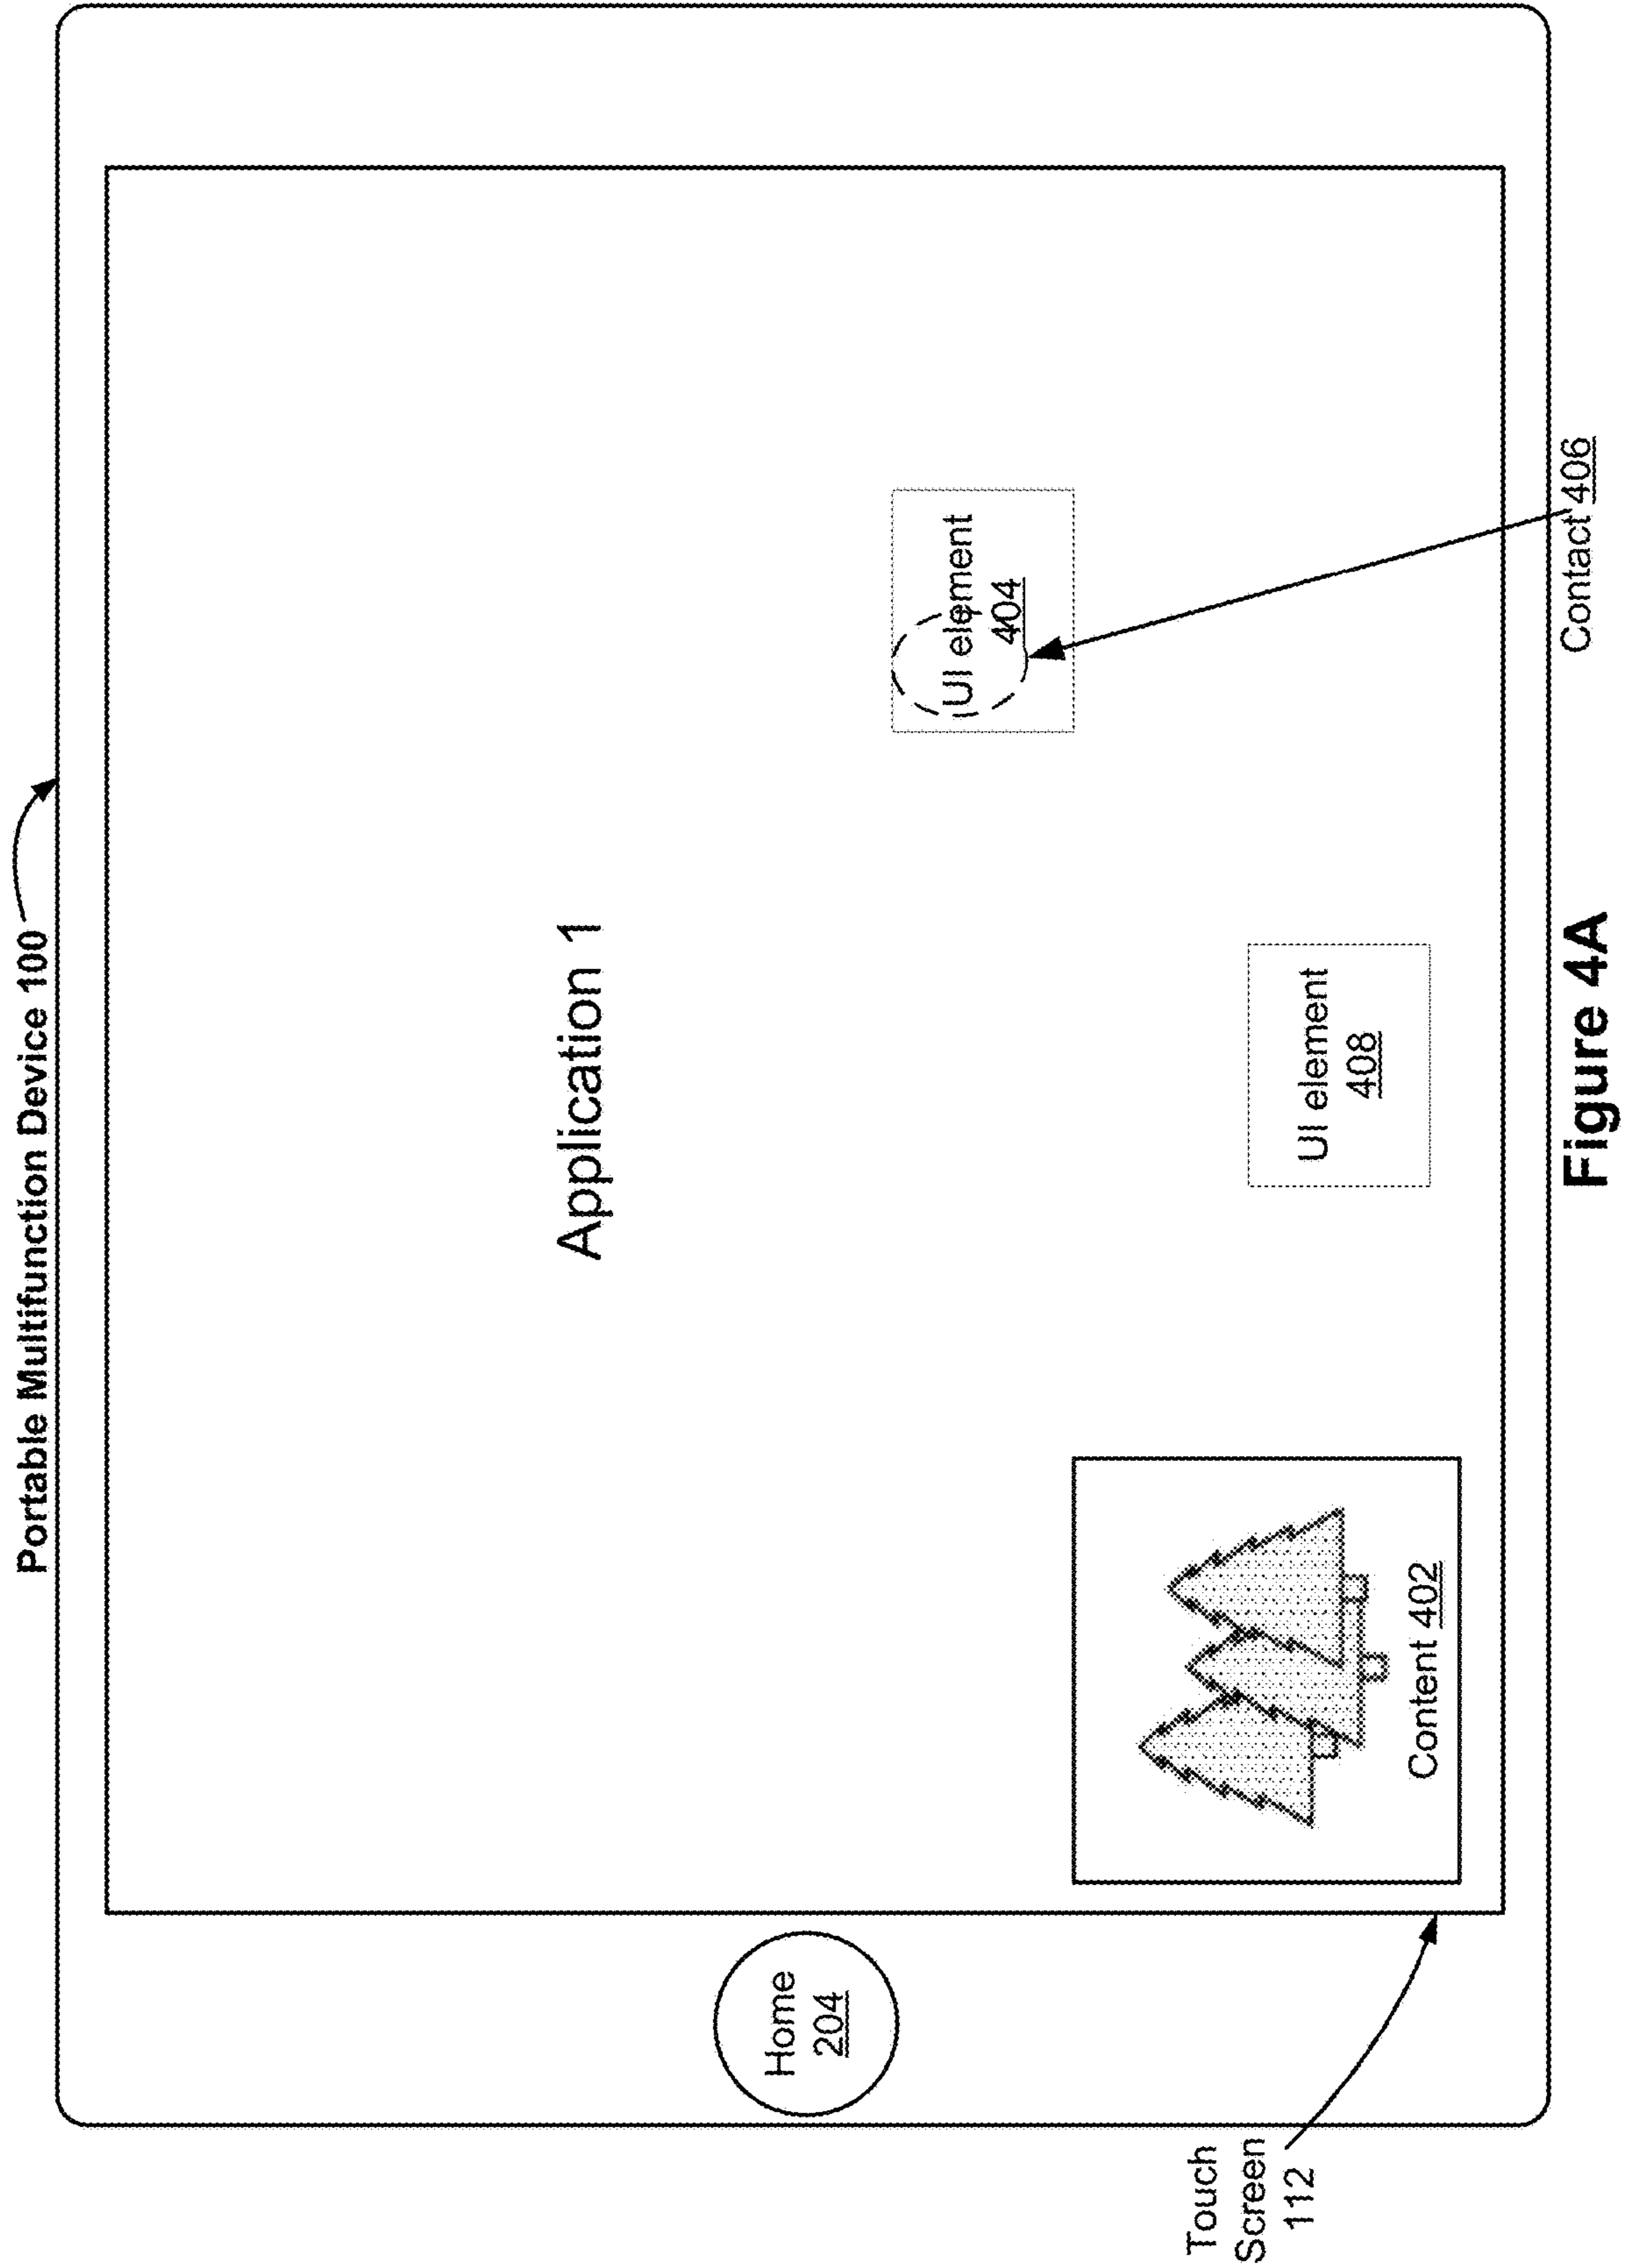 Portable Multifunction Device 100
Application 1
UI element
404
Contact 406
UI element
408
Content 402
Home
204
Touch
Screen
112
Figure 4A